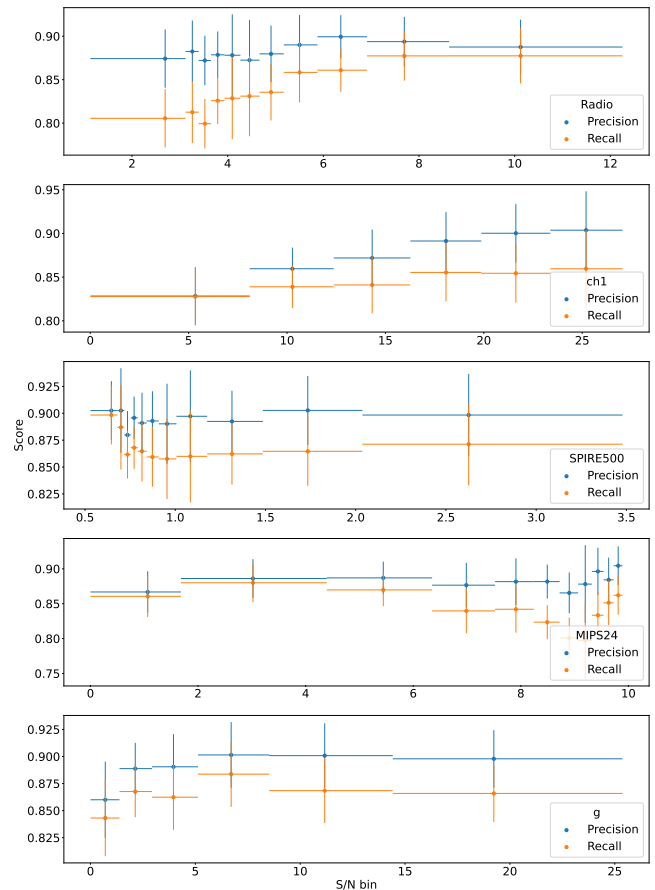 0.90
0.85
0.80
Radio
Precision
Recall
2 4 6 8 10 12
0.95
0.90
0.85
0.80
ch1
Precision
Recall
0 5 10 15 20 25
Score
0.925
0.900
0.875
0.850
0.825
SPIRE500
Precision
Recall
0.5 1.0 1.5 2.0 2.5 3.0 3.5
0.90
0.85
0.80
0.75
MIPS24
Precision
Recall
0 2 4 6 8 10
0.925
0.900
0.875
0.850
0.825
g
Precision
Recall
0 5 10 15 20 25
S/N bin